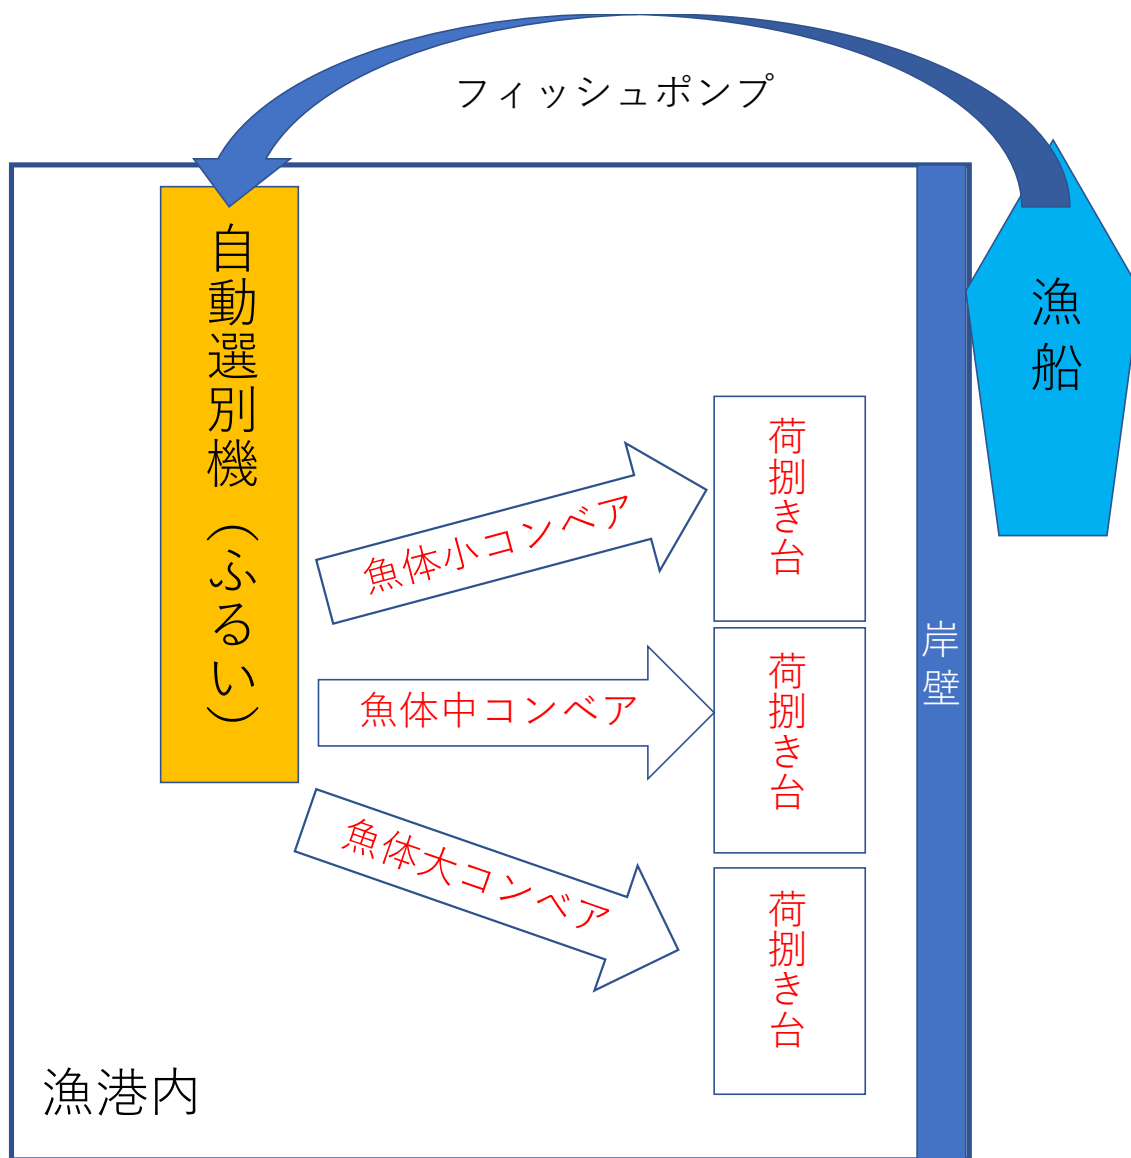 フィッシュポンプ
漁船
自動選別機（ふるい）
魚体小コンベア
荷捌き台
魚体中コンベア
荷捌き台
岸壁
魚体大コンベア
荷捌き台
漁港内